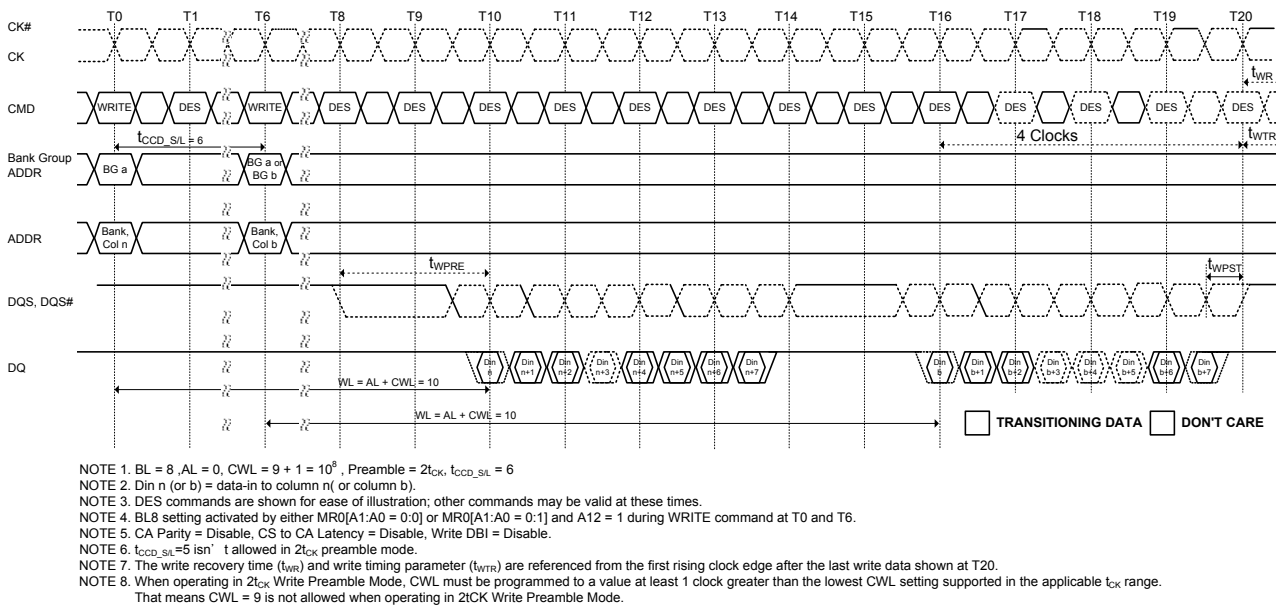 T0 T1 T6 T8 T9 T10 T11 T12 T13 T14 T15 T16 T17 T18 T19 T20
CK#
CK
tWR
CMD WRITE DES WRITE DES DES DES DES DES DES DES DES DES DES DES DES DES
tCCD_S/L = 6
4 Clocks
tWTR
Bank Group
ADDR
BG a
BG a or
BG b
ADDR
Bank,
Col n
Bank,
Col b
tWPRE
tWPST
DQS, DQS#
DQ
Din
n
Din
n+1
Din
n+2
Din
n+3
Din
n+4
Din
n+5
Din
n+6
Din
n+7
Din
b
Din
b+1
Din
b+2
Din
b+3
Din
b+4
Din
b+5
Din
b+6
Din
b+7
WL = AL + CWL = 10
WL = AL + CWL = 10
TRANSITIONING DATA DON'T CARE
NOTE 1. BL = 8 ,AL = 0, CWL = 9 + 1 = 10⁸ , Preamble = 2tCK, tCCD_S/L = 6
NOTE 2. Din n (or b) = data-in to column n( or column b).
NOTE 3. DES commands are shown for ease of illustration; other commands may be valid at these times.
NOTE 4. BL8 setting activated by either MR0[A1:A0 = 0:0] or MR0[A1:A0 = 0:1] and A12 = 1 during WRITE command at T0 and T6.
NOTE 5. CA Parity = Disable, CS to CA Latency = Disable, Write DBI = Disable.
NOTE 6. tCCD_S/L=5 isn’ t allowed in 2tCK preamble mode.
NOTE 7. The write recovery time (tWR) and write timing parameter (tWTR) are referenced from the first rising clock edge after the last write data shown at T20.
NOTE 8. When operating in 2tCK Write Preamble Mode, CWL must be programmed to a value at least 1 clock greater than the lowest CWL setting supported in the applicable tCK range.
That means CWL = 9 is not allowed when operating in 2tCK Write Preamble Mode.